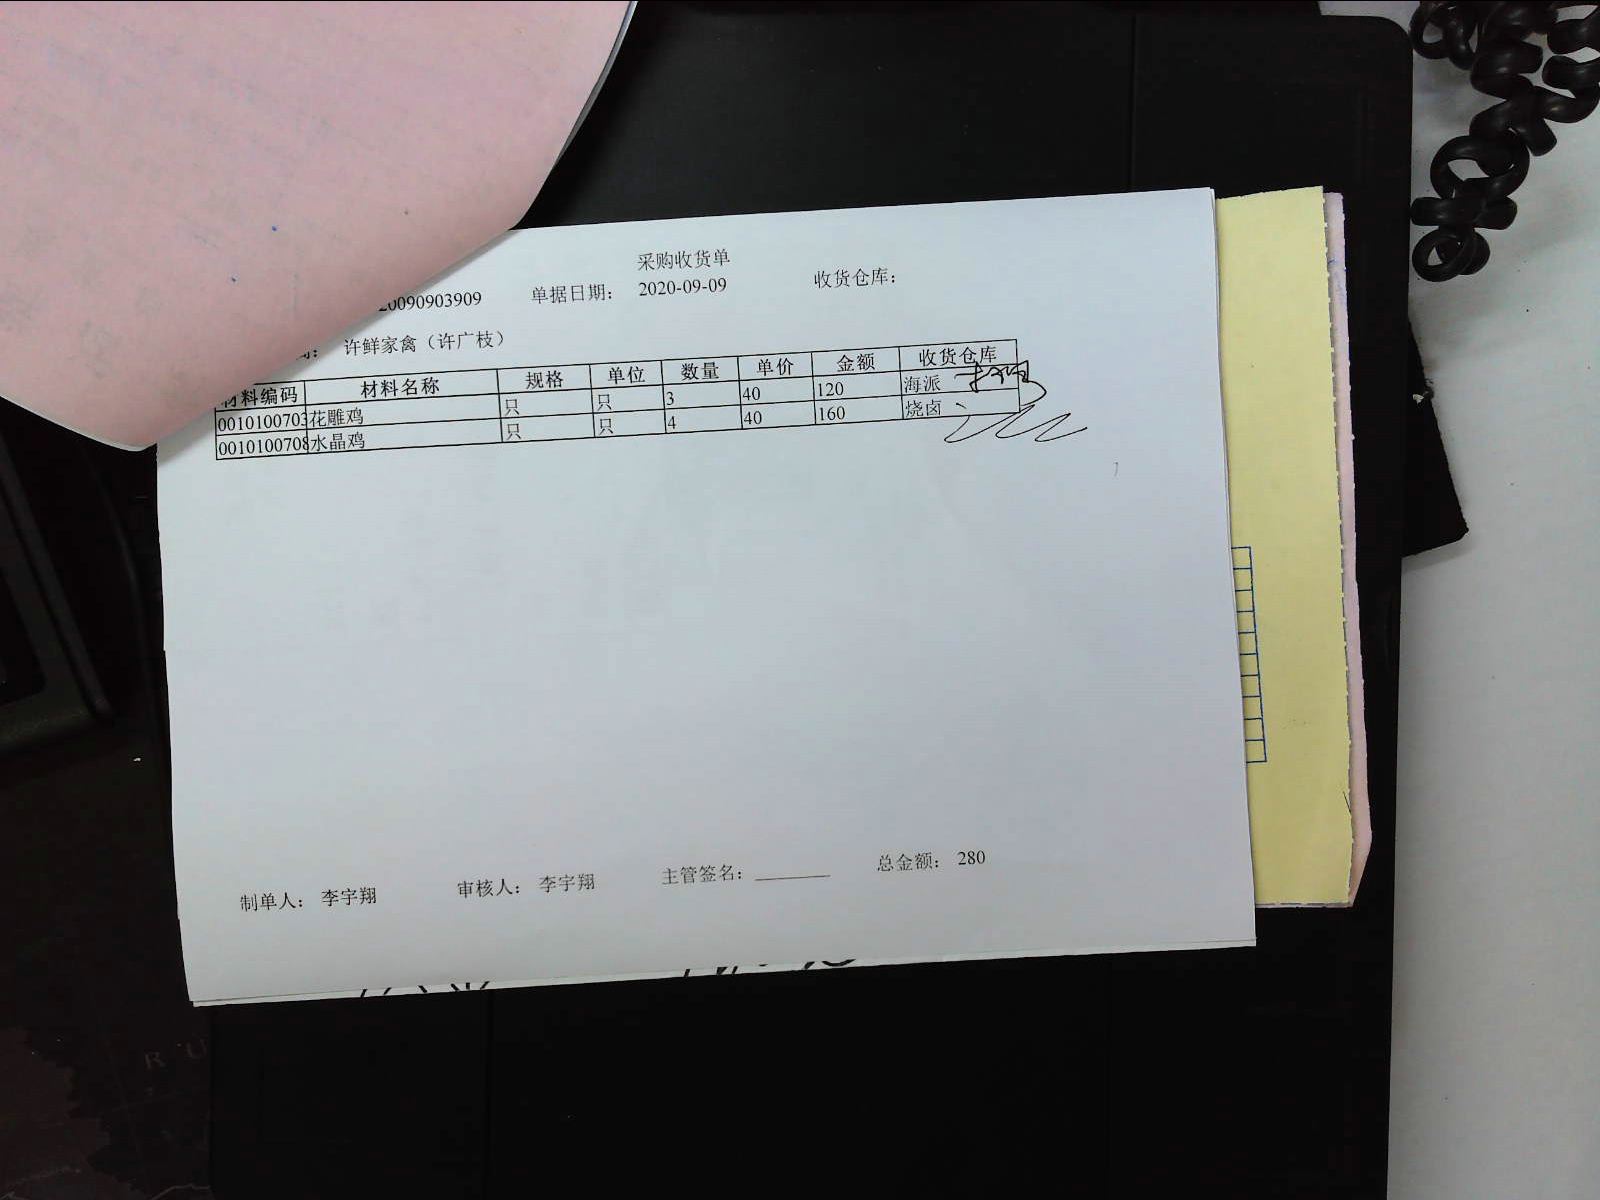 采购收货单
20090903909 单据日期： 2020-09-09 收货仓库：
许鲜家禽（许广枝）
材料编码 材料名称 规格 单位 数量 单价 金额 收货仓库
0010100703 花雕鸡 只 只 3 40 120 海派
0010100708 水晶鸡 只 只 4 40 160 烧卤
制单人： 李宇翔 审核人： 李宇翔 主管签名： 总金额： 280